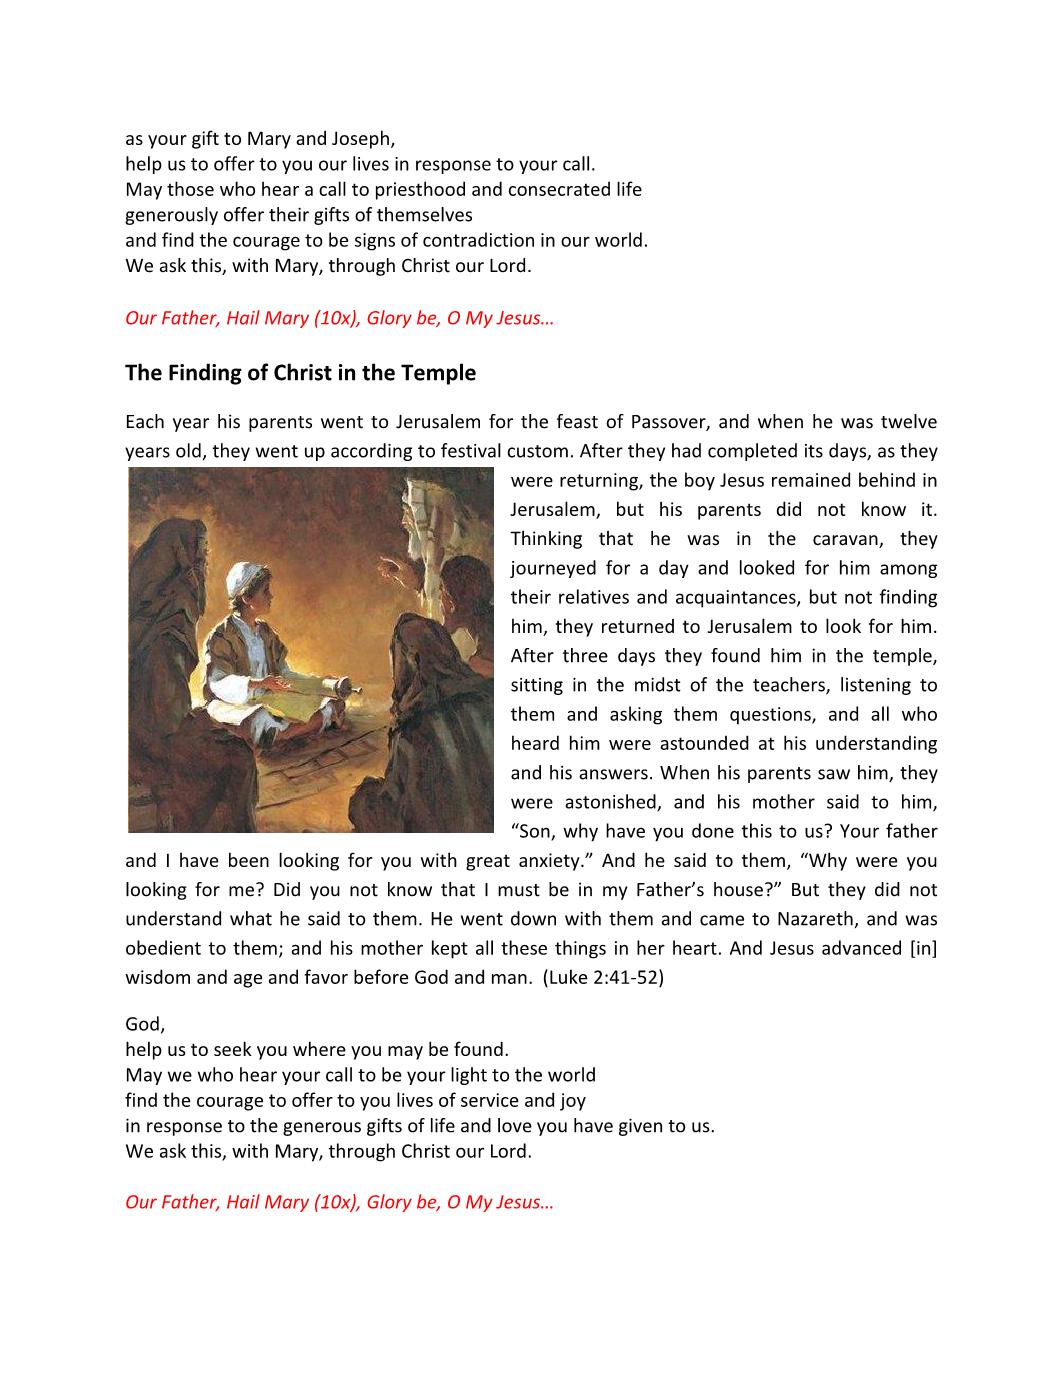 as your gift to Mary and Joseph,
help us to offer to you our lives in response to your call.
May those who hear a call to priesthood and consecrated life
generously offer their gifts of themselves
and find the courage to be signs of contradiction in our world.
We ask this, with Mary, through Christ our Lord.
Our Father, Hail Mary (10x), Glory be, O My Jesus…
The Finding of Christ in the Temple
Each year his parents went to Jerusalem for the feast of Passover, and when he was twelve
years old, they went up according to festival custom. After they had completed its days, as they
were returning, the boy Jesus remained behind in
Jerusalem, but his parents did not know it.
Thinking that he was in the caravan, they
journeyed for a day and looked for him among
their relatives and acquaintances, but not finding
him, they returned to Jerusalem to look for him.
After three days they found him in the temple,
sitting in the midst of the teachers, listening to
them and asking them questions, and all who
heard him were astounded at his understanding
and his answers. When his parents saw him, they
were astonished, and his mother said to him,
“Son, why have you done this to us? Your father
and I have been looking for you with great anxiety.” And he said to them, “Why were you
looking for me? Did you not know that I must be in my Father’s house?” But they did not
understand what he said to them. He went down with them and came to Nazareth, and was
obedient to them; and his mother kept all these things in her heart. And Jesus advanced [in]
wisdom and age and favor before God and man.  (Luke 2:41-52)
God,
help us to seek you where you may be found.
May we who hear your call to be your light to the world
find the courage to offer to you lives of service and joy
in response to the generous gifts of life and love you have given to us.
We ask this, with Mary, through Christ our Lord.
Our Father, Hail Mary (10x), Glory be, O My Jesus…